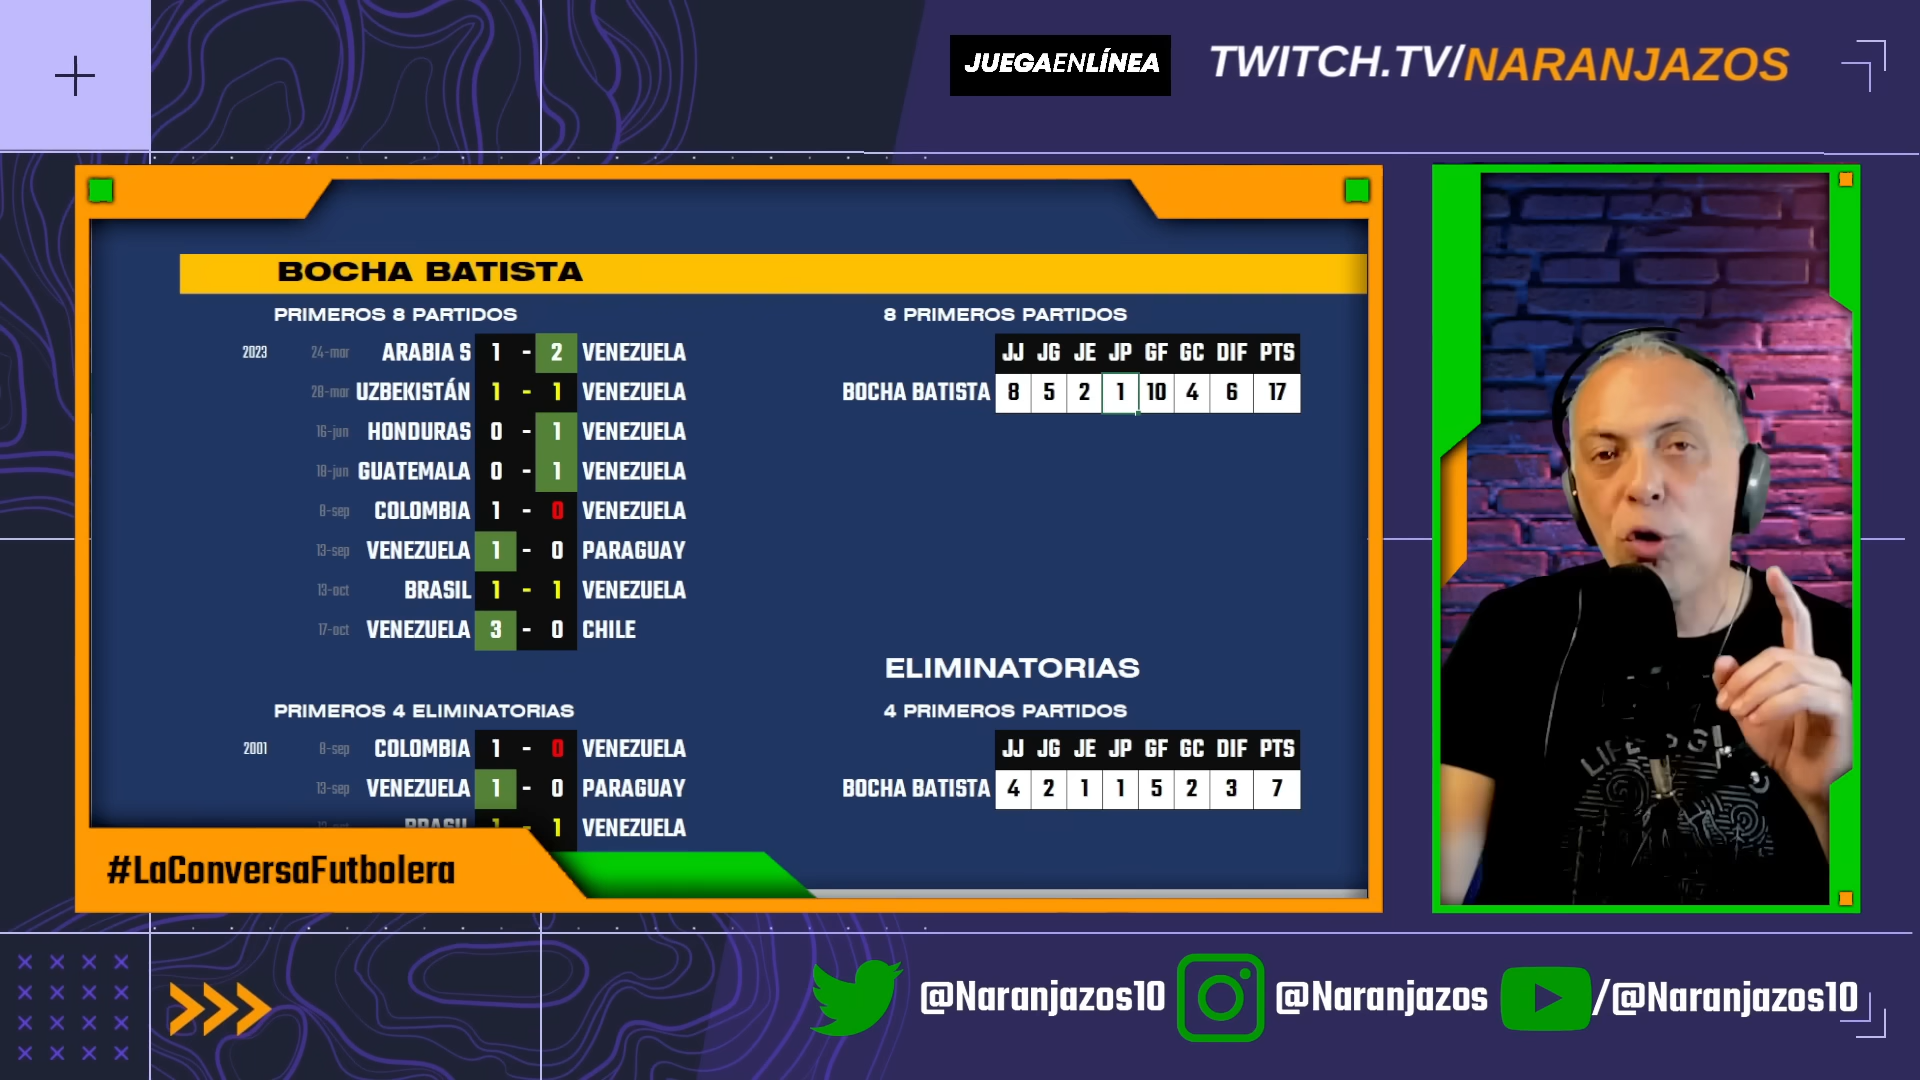 JUEGAENLÍNEA
TWITCH.TV/NARANJAZOS
BOCHA BATISTA
PRIMEROS 8 PARTIDOS
2023 24-mar ARABIA S 1 - 2 VENEZUELA
28-mar UZBEKISTÁN 1 - 1 VENEZUELA
16-jun HONDURAS 0 - 1 VENEZUELA
18-jun GUATEMALA 0 - 1 VENEZUELA
8-sep COLOMBIA 1 - 0 VENEZUELA
13-sep VENEZUELA 1 - 0 PARAGUAY
13-oct BRASIL 1 - 1 VENEZUELA
17-oct VENEZUELA 3 - 0 CHILE
PRIMEROS 4 ELIMINATORIAS
2001 8-sep COLOMBIA 1 - 0 VENEZUELA
13-sep VENEZUELA 1 - 0 PARAGUAY
BRASIL 1 - 1 VENEZUELA
8 PRIMEROS PARTIDOS
JJ JG JE JP GF GC DIF PTS
BOCHA BATISTA 8 5 2 1 10 4 6 17
ELIMINATORIAS
4 PRIMEROS PARTIDOS
JJ JG JE JP GF GC DIF PTS
BOCHA BATISTA 4 2 1 1 5 2 3 7
#LaConversaFutbolera
@Naranjazos10 @Naranjazos /@Naranjazos10